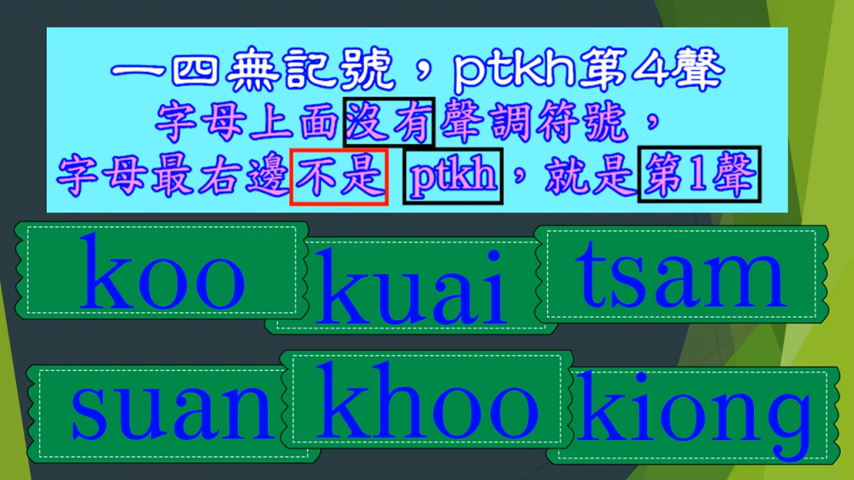 一四無記號，ptkh第4聲
字母上面沒有聲調符號，
字母最右邊不是 ptkh，就是第1聲
koo
kuai
tsam
suan
khoo
kiong